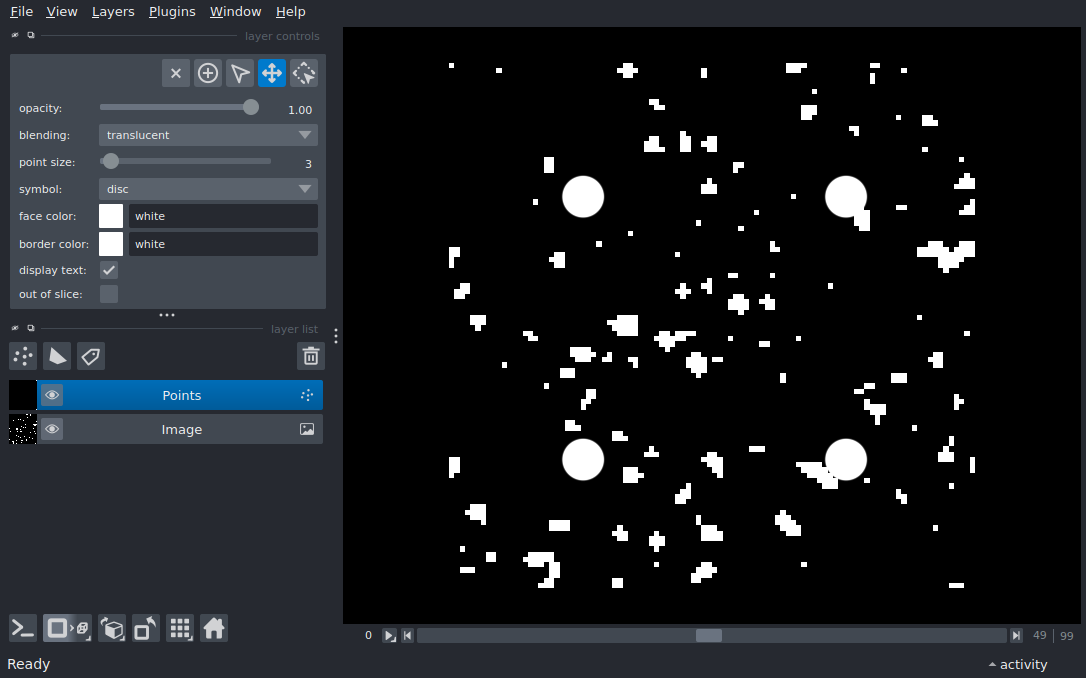 File View Layers Plugins Window Help
layer controls
opacity: 1.00
blending: translucent
point size: 3
symbol: disc
face color: white
border color: white
display text:
out of slice:
layer list
Points
Image
0 49 99
Ready activity